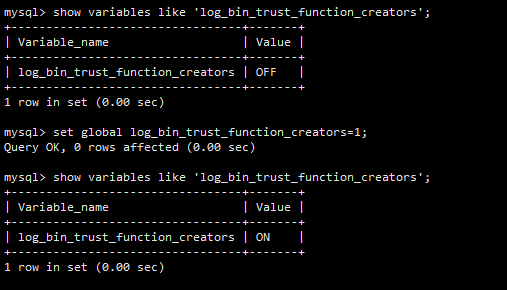 mysql> show variables like 'log_bin_trust_function_creators';
+---------------------------------+-------+
| Variable_name                   | Value |
+---------------------------------+-------+
| log_bin_trust_function_creators | OFF   |
+---------------------------------+-------+
1 row in set (0.00 sec)
mysql> set global log_bin_trust_function_creators=1;
Query OK, 0 rows affected (0.00 sec)
mysql> show variables like 'log_bin_trust_function_creators';
+---------------------------------+-------+
| Variable_name                   | Value |
+---------------------------------+-------+
| log_bin_trust_function_creators | ON    |
+---------------------------------+-------+
1 row in set (0.00 sec)